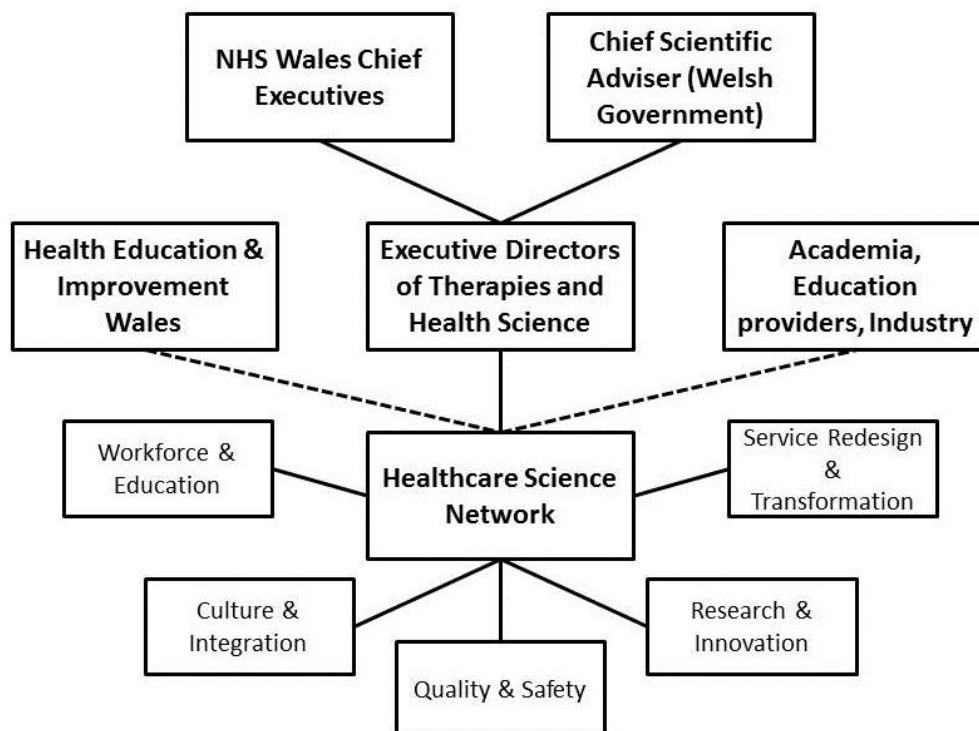 NHS Wales Chief
Executives
Chief Scientific
Adviser (Welsh
Government)
Health Education &
Improvement
Wales
Executive Directors
of Therapies and
Health Science
Academia,
Education
providers, Industry
Workforce &
Education
Healthcare Science
Network
Service Redesign
&
Transformation
Culture &
Integration
Quality & Safety
Research &
Innovation